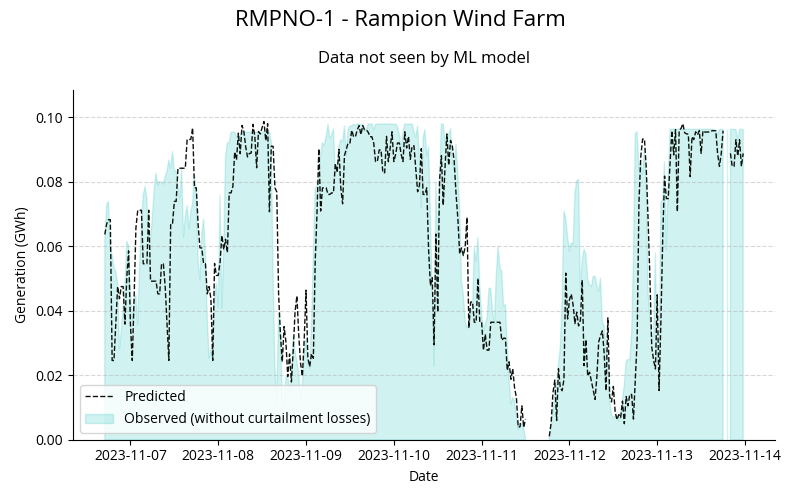 RMPNO-1 - Rampion Wind Farm
Data not seen by ML model
Generation (GWh)
0.10
0.08
0.06
0.04
0.02
0.00
Predicted
Observed (without curtailment losses)
2023-11-07
2023-11-08
2023-11-09
2023-11-10
2023-11-11
2023-11-12
2023-11-13
2023-11-14
Date